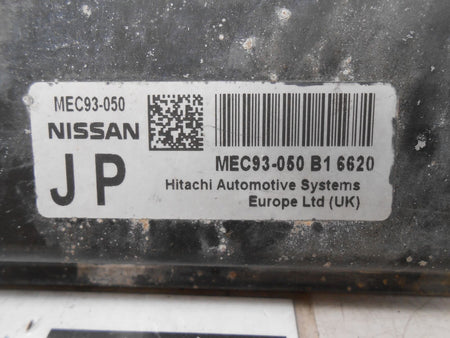 MEC93-050
NISSAN
JP
MEC93-050 B1 6620
Hitachi Automotive Systems
Europe Ltd (UK)